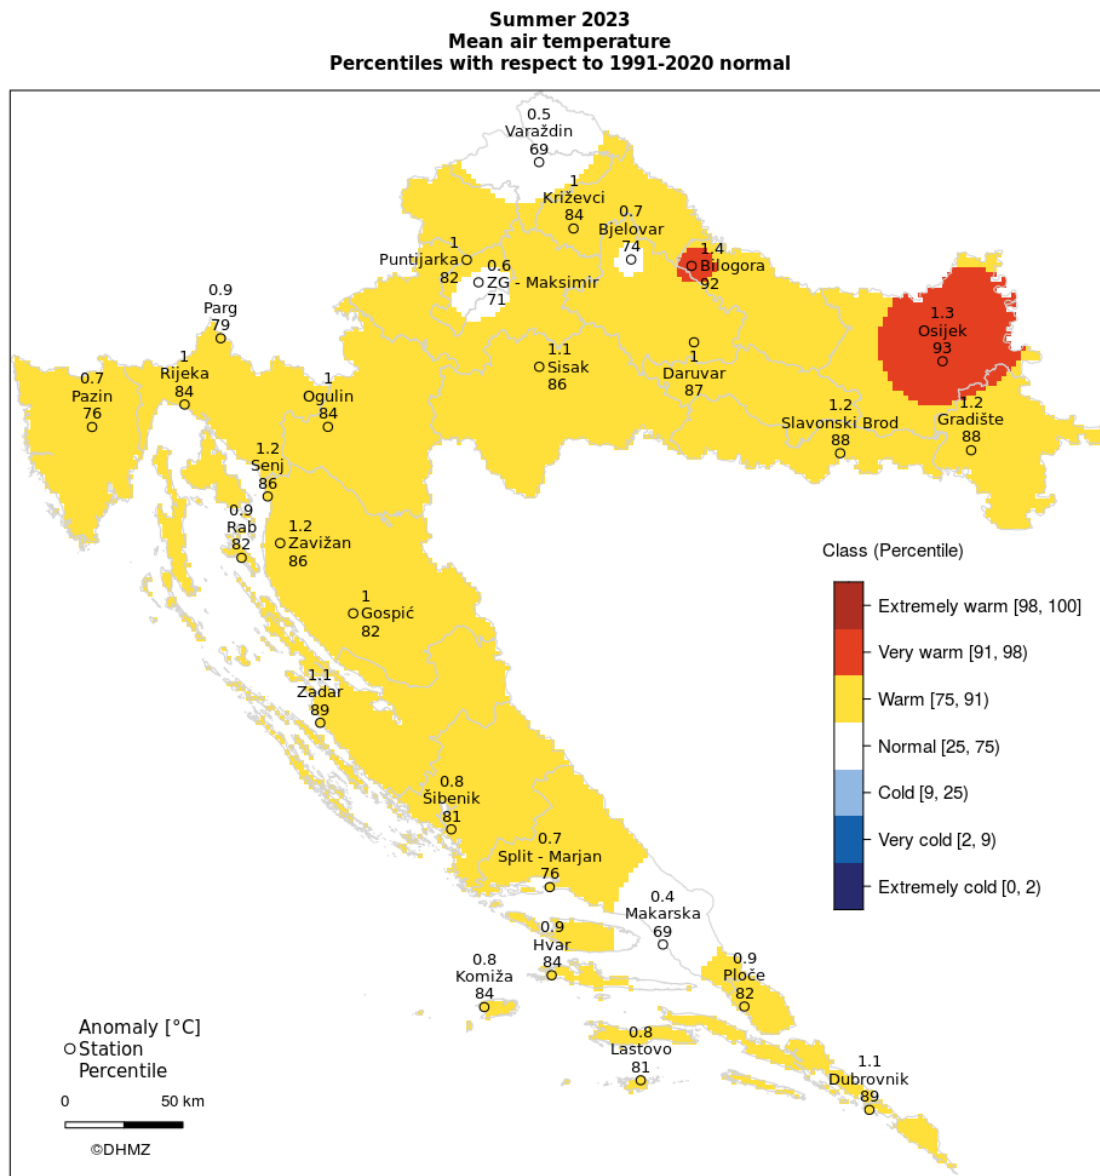 Summer 2023
Mean air temperature
Percentiles with respect to 1991-2020 normal
0.5
Varaždin
69
1
Križevci
84
0.7
Bjelovar
74
1
Puntijarka
82
0.6
ZG - Maksimir
71
1.4
Bilogora
92
0.9
Parg
79
1.3
Osijek
93
0.7
Pazin
76
1
Rijeka
84
1
Ogulin
84
1.1
Sisak
86
1
Daruvar
87
1.2
Slavonski Brod
88
1.2
Gradište
88
1.2
Senj
86
0.9
Rab
82
1.2
Zavižan
86
1
Gospić
82
1.1
Zadar
89
0.8
Šibenik
81
0.7
Split - Marjan
76
0.4
Makarska
69
0.9
Hvar
84
0.8
Komiža
84
0.9
Ploče
82
0.8
Lastovo
81
1.1
Dubrovnik
89
Class (Percentile)
Extremely warm [98, 100]
Very warm [91, 98)
Warm [75, 91)
Normal [25, 75)
Cold [9, 25)
Very cold [2, 9)
Extremely cold [0, 2)
Anomaly [°C]
Station
Percentile
0 50 km
©DHMZ